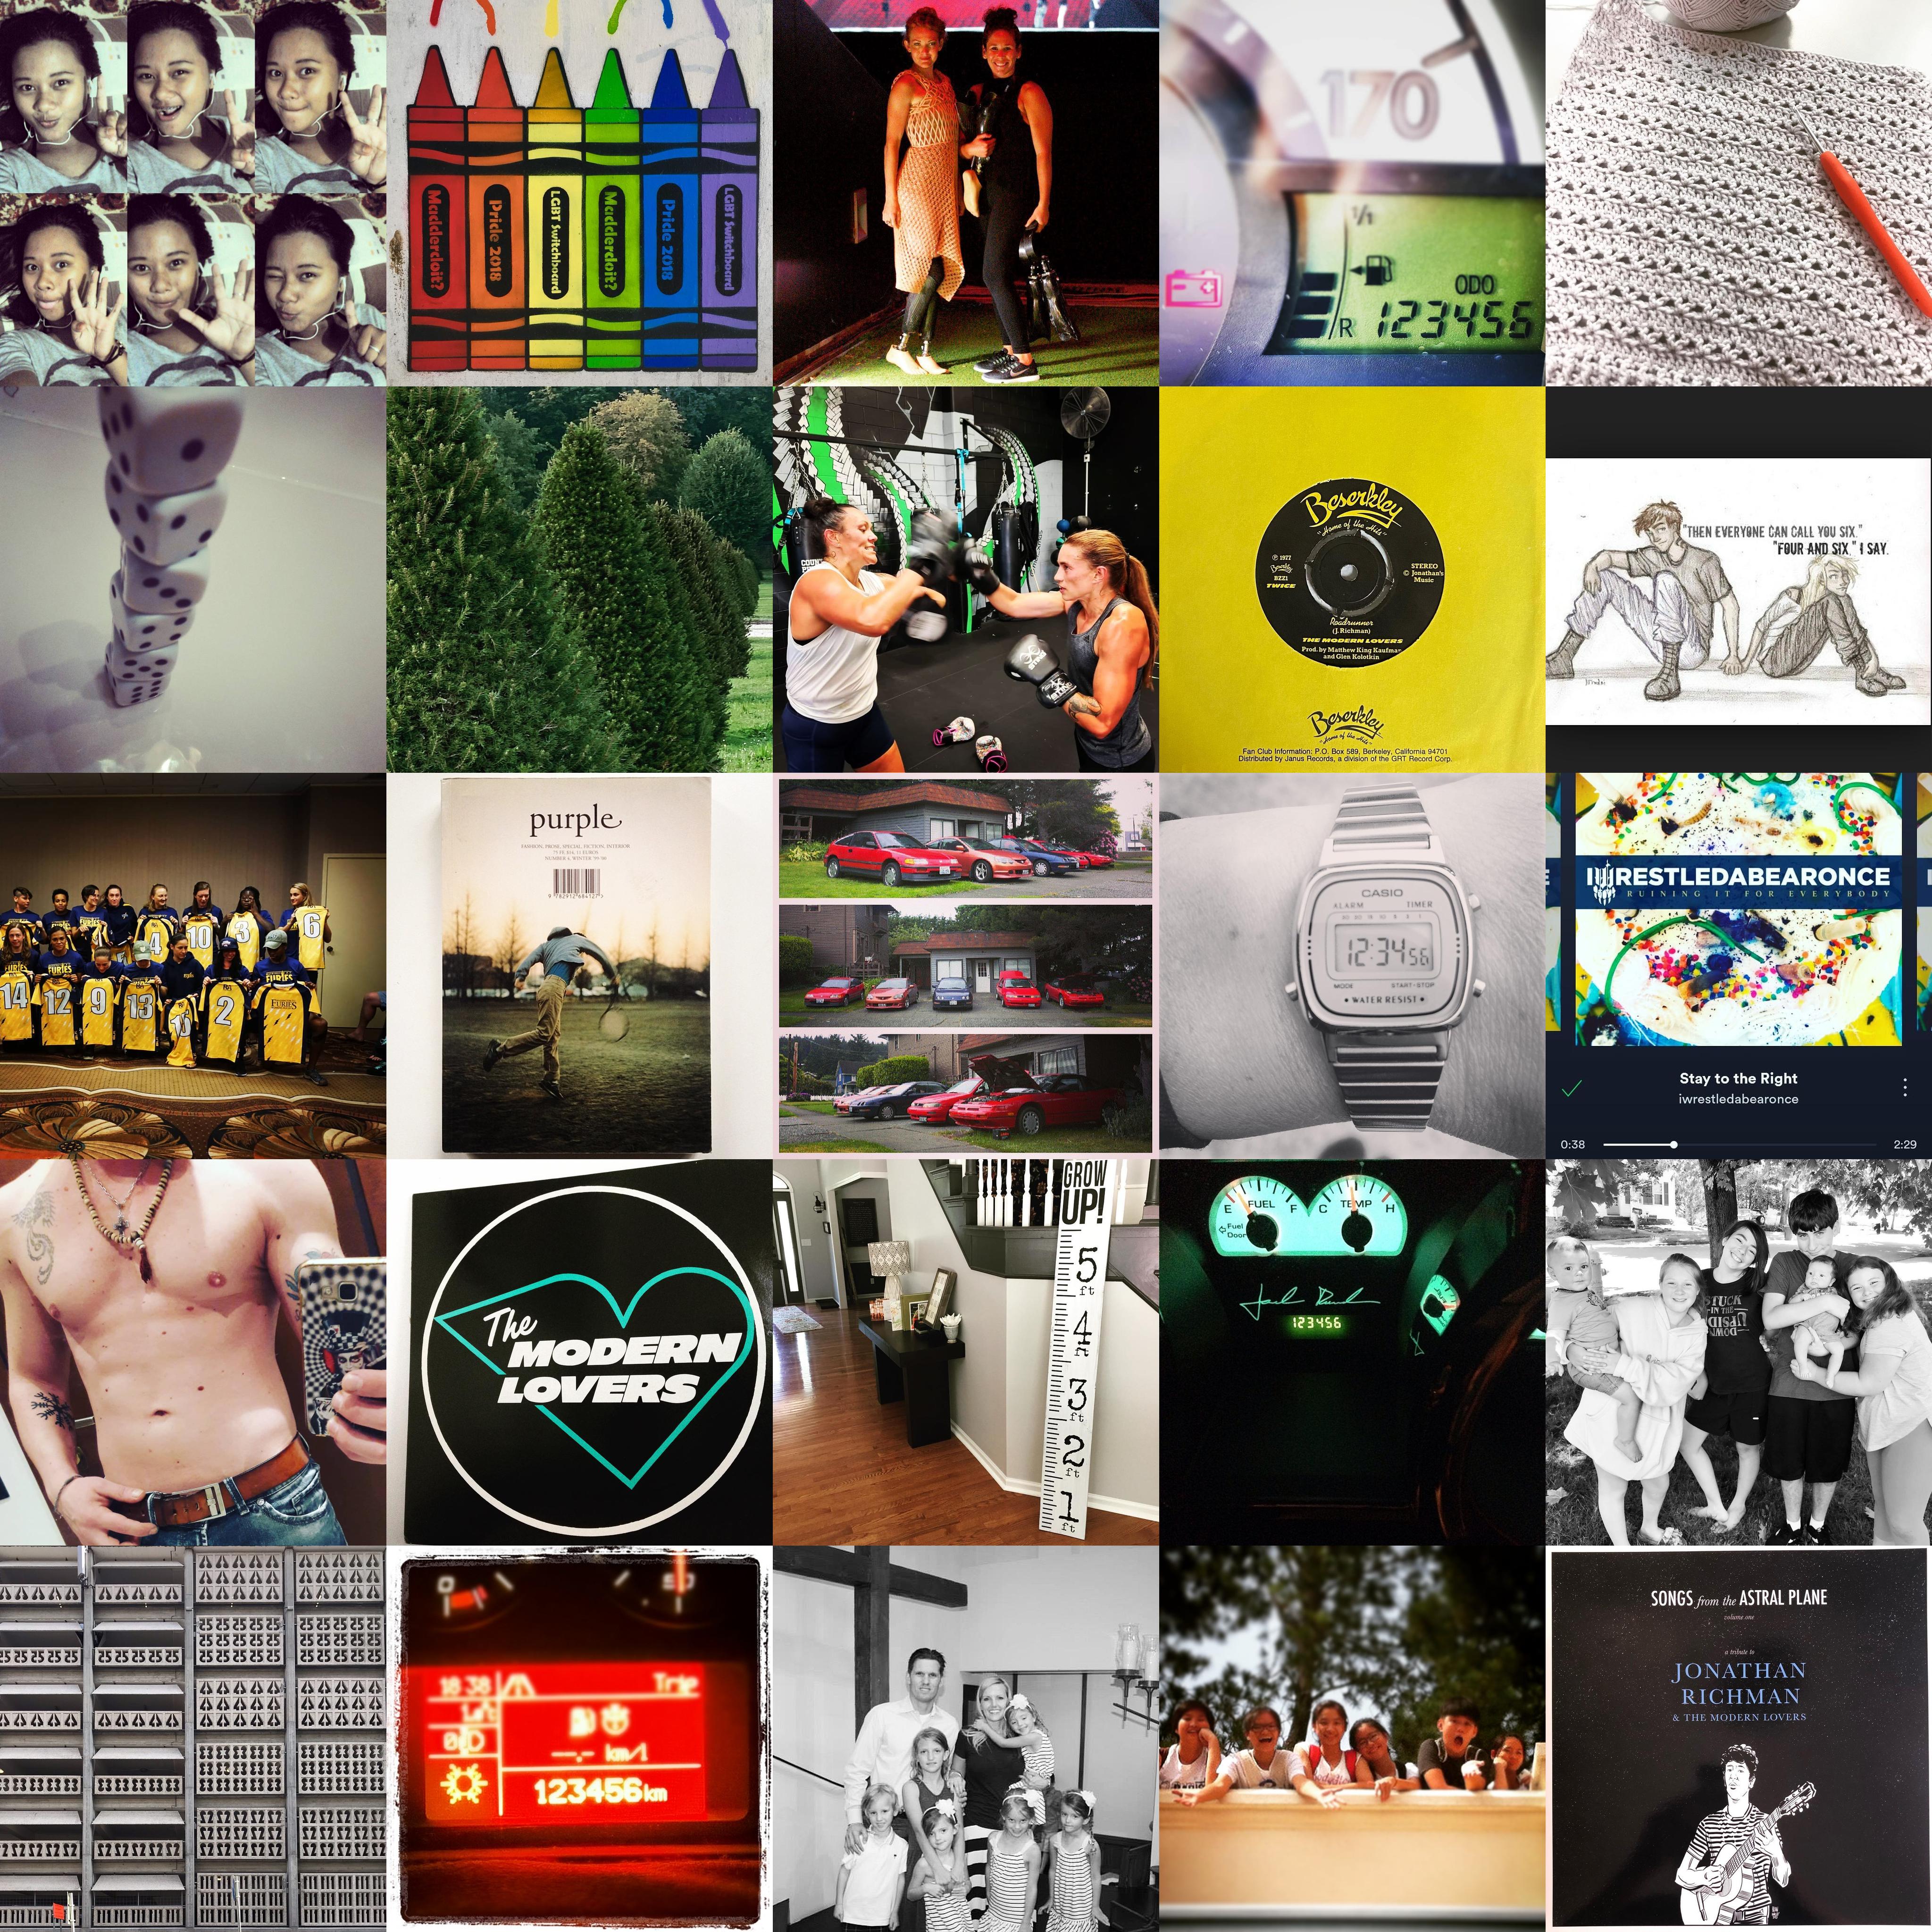 Madderdoit?
Pride 2018
LGBT Switchboard
Madderdoit?
Pride 2018
LGBT Switchboard
170
1/1
ODO
R 123456
Beserkley
"Home of the Hits"
℗ 1977
Beserkley
BZZ1
TWICE
STEREO
© Jonathan's
Music
Roadrunner
(J. Richman)
THE MODERN LOVERS
Prod. by Matthew King Kaufman
and Glen Kolotkin
Beserkley
"Home of the Hits"
Fan Club Information: P.O. Box 589, Berkeley, California 94701
Distributed by Janus Records, a division of the GRT Record Corp.
"THEN EVERYONE CAN CALL YOU SIX."
"FOUR AND SIX," I SAY.
4
10
3
6
14
12
9
13
15
2
FURIES
purple
FASHION, PROSE, SPECIAL, FICTION, INTERIOR
NUMBER 4, WINTER '99-'00
CASIO
ALARM TIMER
12:34 56
MODE START-STOP
WATER RESIST
IWRESTLEDABEARONCE
RUINING IT FOR EVERYBODY
Stay to the Right
iwrestledabearonce
0:38
2:29
The
MODERN
LOVERS
GROW
UP!
5
ft
4
ft
3
ft
2
ft
1
ft
E FUEL F
C TEMP H
Fuel
Door
123456
STUCK
IN THE
UPSIDE
DOWN
18:38
Trip
--.- km/l
123456km
SONGS from the ASTRAL PLANE
volume one
a tribute to
JONATHAN
RICHMAN
& THE MODERN LOVERS